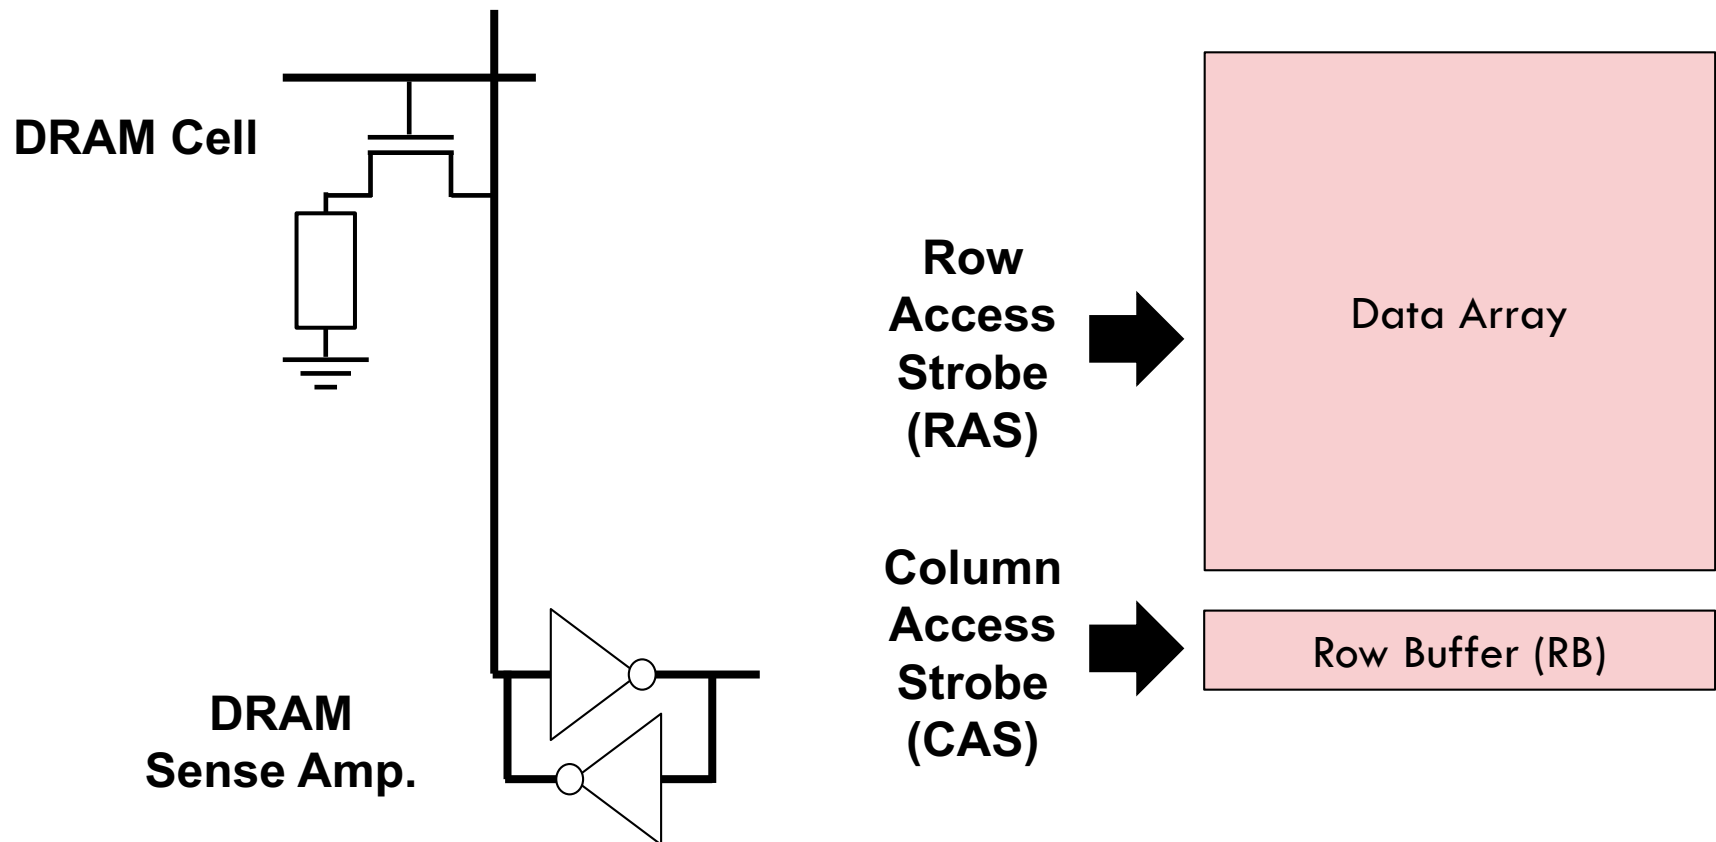 DRAM Cell
DRAM
Sense Amp.
Row
Access
Strobe
(RAS)
Column
Access
Strobe
(CAS)
Data Array
Row Buffer (RB)